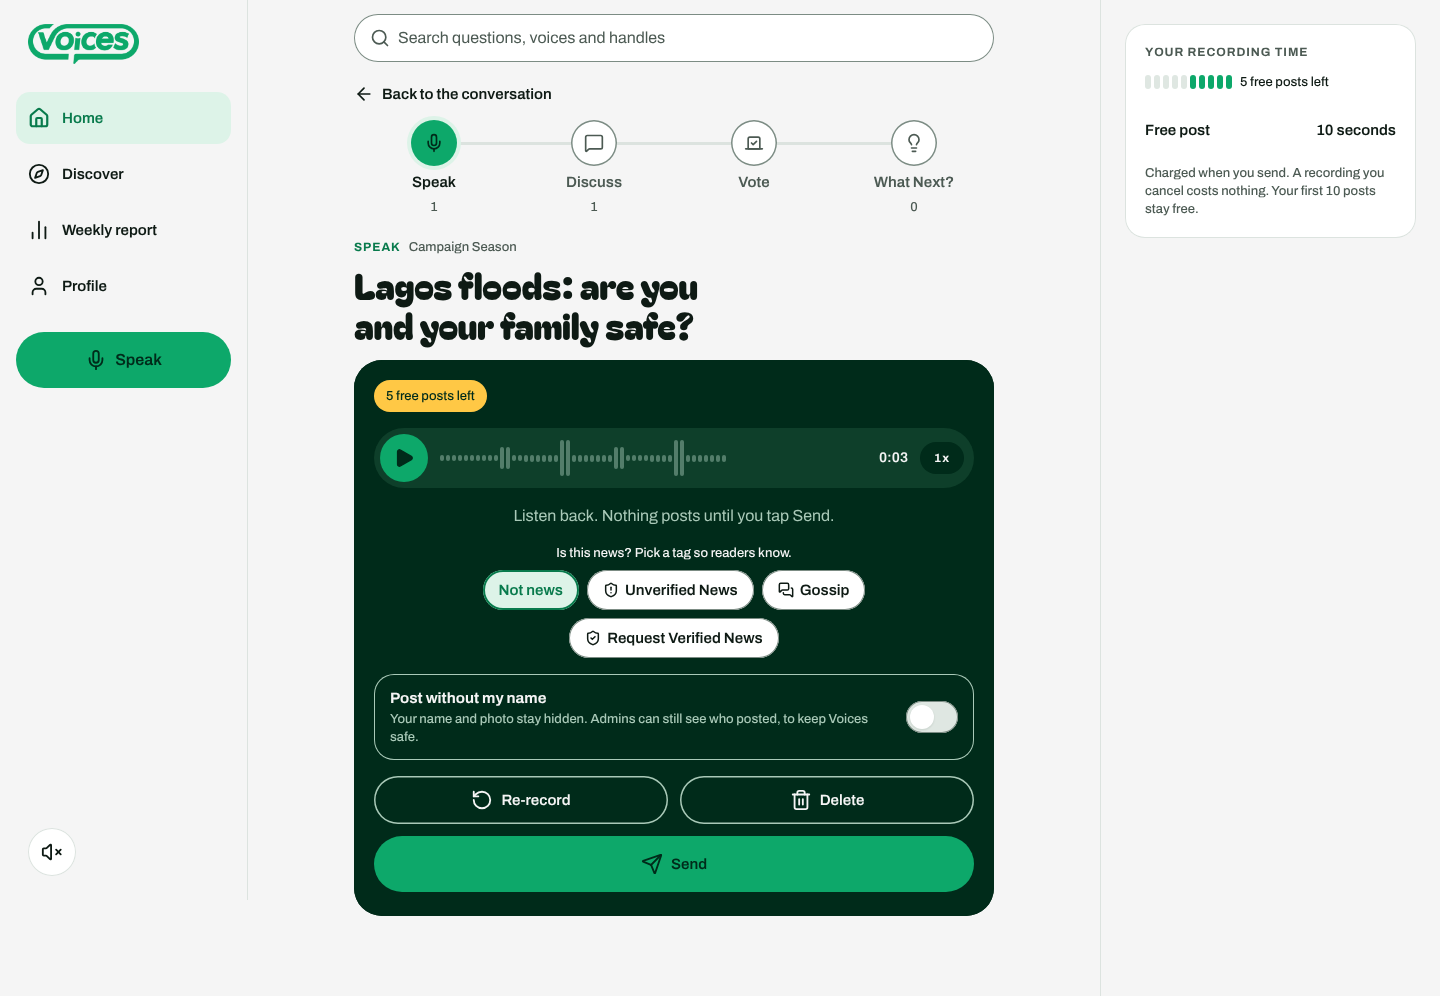 Voices
Home
Discover
Weekly report
Profile
Speak
Search questions, voices and handles
Back to the conversation
Speak
1
Discuss
1
Vote
What Next?
0
SPEAK Campaign Season
Lagos floods: are you
and your family safe?
5 free posts left
0:03 1x
Listen back. Nothing posts until you tap Send.
Is this news? Pick a tag so readers know.
Not news
Unverified News
Gossip
Request Verified News
Post without my name
Your name and photo stay hidden. Admins can still see who posted, to keep Voices
safe.
Re-record
Delete
Send
YOUR RECORDING TIME
5 free posts left
Free post 10 seconds
Charged when you send. A recording you
cancel costs nothing. Your first 10 posts
stay free.